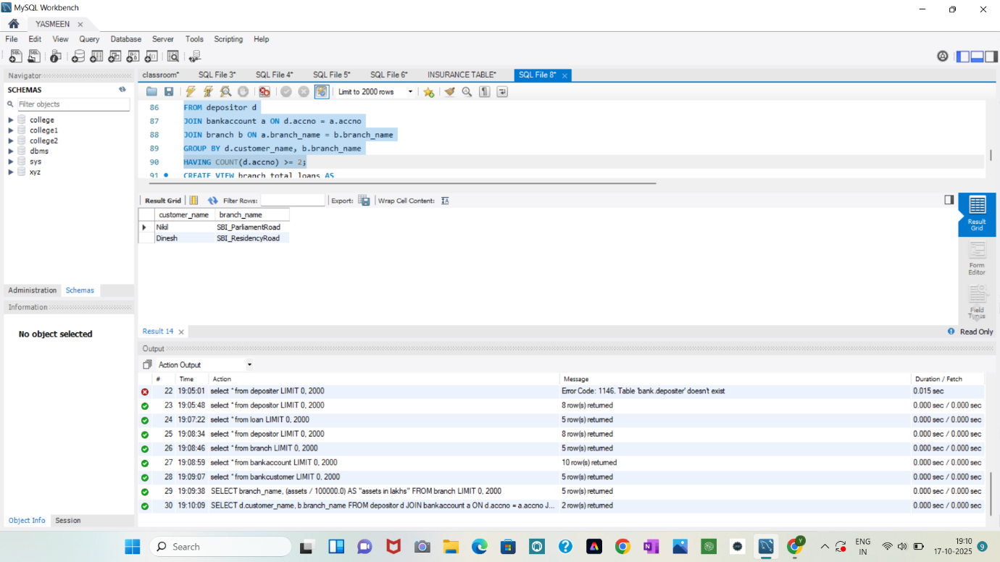 MySQL Workbench
YASMEEN
File Edit View Query Database Server Tools Scripting Help
Navigator
SCHEMAS
Filter objects
college
college1
college2
dbms
sys
xyz
Administration Schemas
Information
No object selected
Object Info Session
classroom* SQL File 3* SQL File 4* SQL File 5* SQL File 6* INSURANCE TABLE* SQL File 8*
Limit to 2000 rows
86 FROM depositor d
87 JOIN bankaccount a ON d.accno = a.accno
88 JOIN branch b ON a.branch_name = b.branch_name
89 GROUP BY d.customer_name, b.branch_name
90 HAVING COUNT(d.accno) >= 2;
91 CREATE VIEW branch_total_loans AS
Result Grid Filter Rows: Export: Wrap Cell Content:
customer_name branch_name
Nikil SBI_ParliamentRoad
Dinesh SBI_ResidencyRoad
Result Grid
Form Editor
Field Types
Result 14
Read Only
Output
Action Output
# Time Action Message Duration / Fetch
22 19:05:01 select * from depositer LIMIT 0, 2000 Error Code: 1146. Table 'bank.depositer' doesn't exist 0.015 sec
23 19:05:48 select * from depositor LIMIT 0, 2000 8 row(s) returned 0.000 sec / 0.000 sec
24 19:07:22 select * from loan LIMIT 0, 2000 5 row(s) returned 0.000 sec / 0.000 sec
25 19:08:34 select * from depositor LIMIT 0, 2000 8 row(s) returned 0.000 sec / 0.000 sec
26 19:08:46 select * from branch LIMIT 0, 2000 5 row(s) returned 0.000 sec / 0.000 sec
27 19:08:59 select * from bankaccount LIMIT 0, 2000 10 row(s) returned 0.000 sec / 0.000 sec
28 19:09:07 select * from bankcustomer LIMIT 0, 2000 5 row(s) returned 0.000 sec / 0.000 sec
29 19:09:38 SELECT branch_name, (assets / 100000.0) AS "assets in lakhs" FROM branch LIMIT 0, 2000 5 row(s) returned 0.000 sec / 0.000 sec
30 19:10:09 SELECT d.customer_name, b.branch_name FROM depositor d JOIN bankaccount a ON d.accno = a.accno J... 2 row(s) returned 0.000 sec / 0.000 sec
Search
ENG
IN
19:10
17-10-2025
9